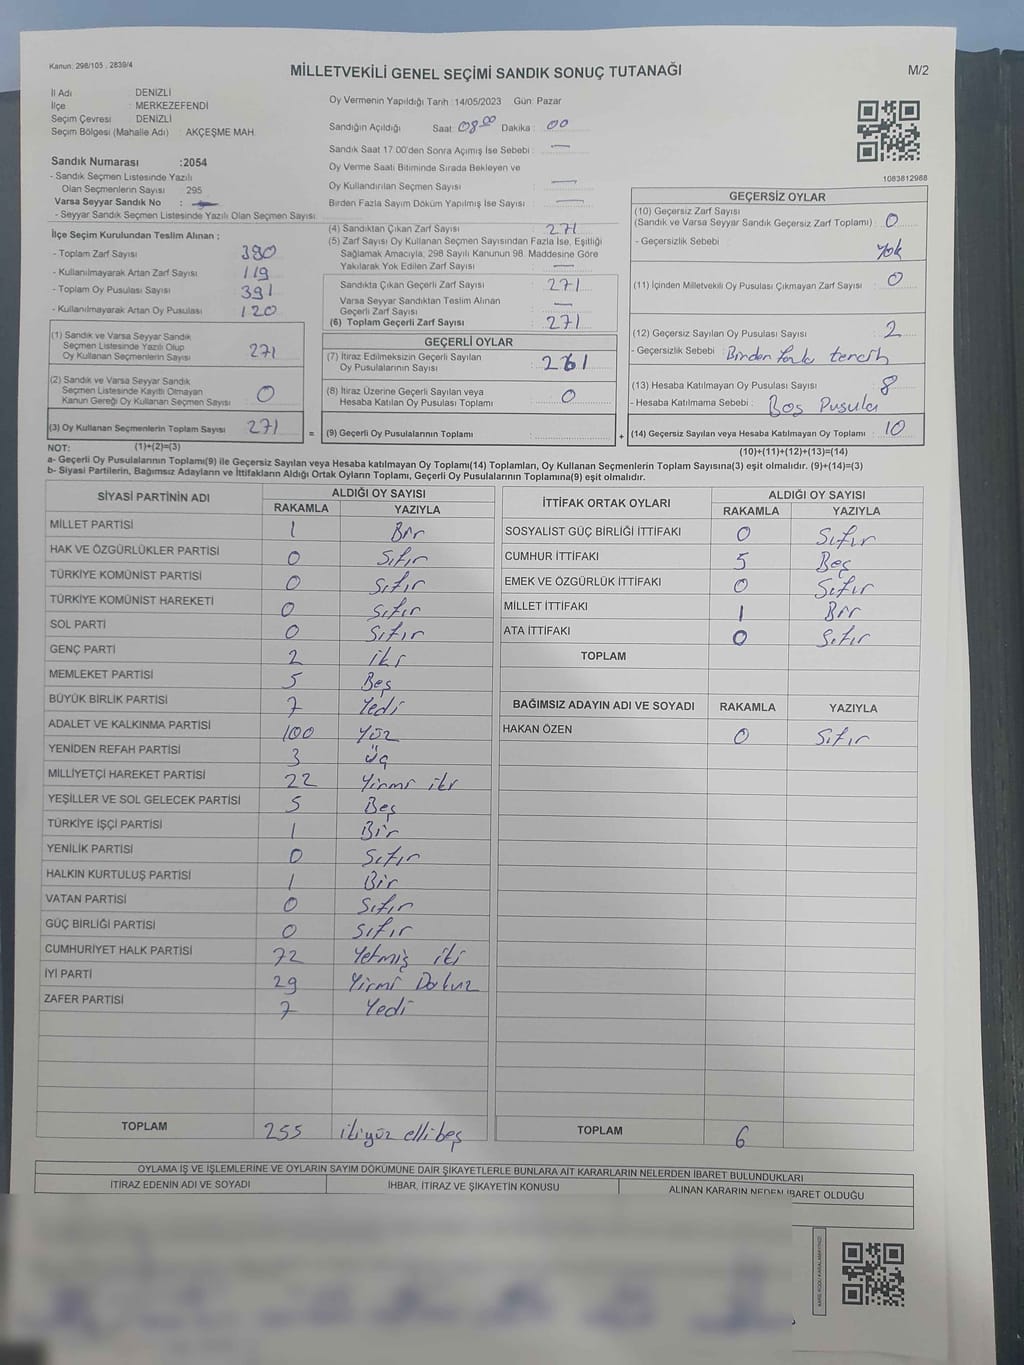 Kanun: 298/105 , 2839/4
MİLLETVEKİLİ GENEL SEÇİMİ SANDIK SONUÇ TUTANAĞI
M/2
İl Adı : DENİZLİ
İlçe : MERKEZEFENDİ
Seçim Çevresi : DENİZLİ
Seçim Bölgesi (Mahalle Adı) : AKÇEŞME MAH.
Sandık Numarası :2054
- Sandık Seçmen Listesinde Yazılı
Olan Seçmenlerin Sayısı : 295
Varsa Seyyar Sandık No : —
- Seyyar Sandık Seçmen Listesinde Yazılı Olan Seçmen Sayısı:
İlçe Seçim Kurulundan Teslim Alınan ;
- Toplam Zarf Sayısı : 390
- Kullanılmayarak Artan Zarf Sayısı : 119
- Toplam Oy Pusulası Sayısı : 391
- Kullanılmayarak Artan Oy Pusulası : 120
(1) Sandık ve Varsa Seyyar Sandık
Seçmen Listesinde Yazılı Olup
Oy Kullanan Seçmenlerin Sayısı : 271
(2) Sandık ve Varsa Seyyar Sandık
Seçmen Listesinde Kayıtlı Olmayan
Kanun Gereği Oy Kullanan Seçmen Sayısı : 0
(3) Oy Kullanan Seçmenlerin Toplam Sayısı : 271
Oy Vermenin Yapıldığı Tarih :14/05/2023 Gün: Pazar
Sandığın Açıldığı Saat: 08⁰⁰ Dakika : 00
Sandık Saat 17.00'den Sonra Açımış İse Sebebi : —
Oy Verme Saati Bitiminde Sırada Bekleyen ve
Oy Kullandırılan Seçmen Sayısı : —
Birden Fazla Sayım Döküm Yapılmış İse Sayısı : —
(4) Sandıktan Çıkan Zarf Sayısı : 271
(5) Zarf Sayısı Oy Kullanan Seçmen Sayısından Fazla İse, Eşitliği
Sağlamak Amacıyla; 298 Sayılı Kanunun 98. Maddesine Göre
Yakılarak Yok Edilen Zarf Sayısı : —
Sandıkta Çıkan Geçerli Zarf Sayısı : 271
Varsa Seyyar Sandıktan Teslim Alınan
Geçerli Zarf Sayısı : —
(6) Toplam Geçerli Zarf Sayısı : 271
GEÇERLİ OYLAR
(7) İtiraz Edilmeksizin Geçerli Sayılan
Oy Pusulalarının Sayısı : 261
(8) İtiraz Üzerine Geçerli Sayılan veya
Hesaba Katılan Oy Pusulası Toplamı : 0
= (9) Geçerli Oy Pusulalarının Toplamı :
1083812988
GEÇERSİZ OYLAR
(10) Geçersiz Zarf Sayısı
(Sandık ve Varsa Seyyar Sandık Geçersiz Zarf Toplamı) : 0
- Geçersizlik Sebebi : Yok
(11) İçinden Milletvekili Oy Pusulası Çıkmayan Zarf Sayısı : 0
(12) Geçersiz Sayılan Oy Pusulası Sayısı : 2
- Geçersizlik Sebebi : Birden fazla tercih
(13) Hesaba Katılmayan Oy Pusulası Sayısı : 8
- Hesaba Katılmama Sebebi : Boş Pusula
+ (14) Geçersiz Sayılan veya Hesaba Katılmayan Oy Toplamı : 10
NOT: (1)+(2)=(3)
(10)+(11)+(12)+(13)=(14)
a- Geçerli Oy Pusulalarının Toplamı(9) ile Geçersiz Sayılan veya Hesaba katılmayan Oy Toplamı(14) Toplamları, Oy Kullanan Seçmenlerin Toplam Sayısına(3) eşit olmalıdır. (9)+(14)=(3)
b- Siyasi Partilerin, Bağımsız Adayların ve İttifakların Aldığı Ortak Oyların Toplamı, Geçerli Oy Pusulalarının Toplamına(9) eşit olmalıdır.
SİYASİ PARTİNİN ADI ALDIĞI OY SAYISI
RAKAMLA YAZIYLA
MİLLET PARTİSİ 1 Bir
HAK VE ÖZGÜRLÜKLER PARTİSİ 0 Sıfır
TÜRKİYE KOMÜNİST PARTİSİ 0 Sıfır
TÜRKİYE KOMÜNİST HAREKETİ 0 Sıfır
SOL PARTİ 0 Sıfır
GENÇ PARTİ 2 iki
MEMLEKET PARTİSİ 5 Beş
BÜYÜK BİRLİK PARTİSİ 7 Yedi
ADALET VE KALKINMA PARTİSİ 100 Yüz
YENİDEN REFAH PARTİSİ 3 üç
MİLLİYETÇİ HAREKET PARTİSİ 22 Yirmi iki
YEŞİLLER VE SOL GELECEK PARTİSİ 5 Beş
TÜRKİYE İŞÇİ PARTİSİ 1 Bir
YENİLİK PARTİSİ 0 Sıfır
HALKIN KURTULUŞ PARTİSİ 1 Bir
VATAN PARTİSİ 0 Sıfır
GÜÇ BİRLİĞİ PARTİSİ 0 Sıfır
CUMHURİYET HALK PARTİSİ 72 Yetmiş iki
İYİ PARTİ 29 Yirmi Dokuz
ZAFER PARTİSİ 7 Yedi
TOPLAM 255 ikiyüz ellibeş
İTTİFAK ORTAK OYLARI ALDIĞI OY SAYISI
RAKAMLA YAZIYLA
SOSYALİST GÜÇ BİRLİĞİ İTTİFAKI 0 Sıfır
CUMHUR İTTİFAKI 5 Beş
EMEK VE ÖZGÜRLÜK İTTİFAKI 0 Sıfır
MİLLET İTTİFAKI 1 Bir
ATA İTTİFAKI 0 Sıfır
TOPLAM
BAĞIMSIZ ADAYIN ADI VE SOYADI RAKAMLA YAZIYLA
HAKAN ÖZEN 0 Sıfır
TOPLAM 6
OYLAMA İŞ VE İŞLEMLERİNE VE OYLARIN SAYIM DÖKÜMÜNE DAİR ŞİKAYETLERLE BUNLARA AİT KARARLARIN NELERDEN İBARET BULUNDUKLARI
İTİRAZ EDENİN ADI VE SOYADI İHBAR, İTİRAZ VE ŞİKAYETİN KONUSU ALINAN KARARIN NEDEN İBARET OLDUĞU